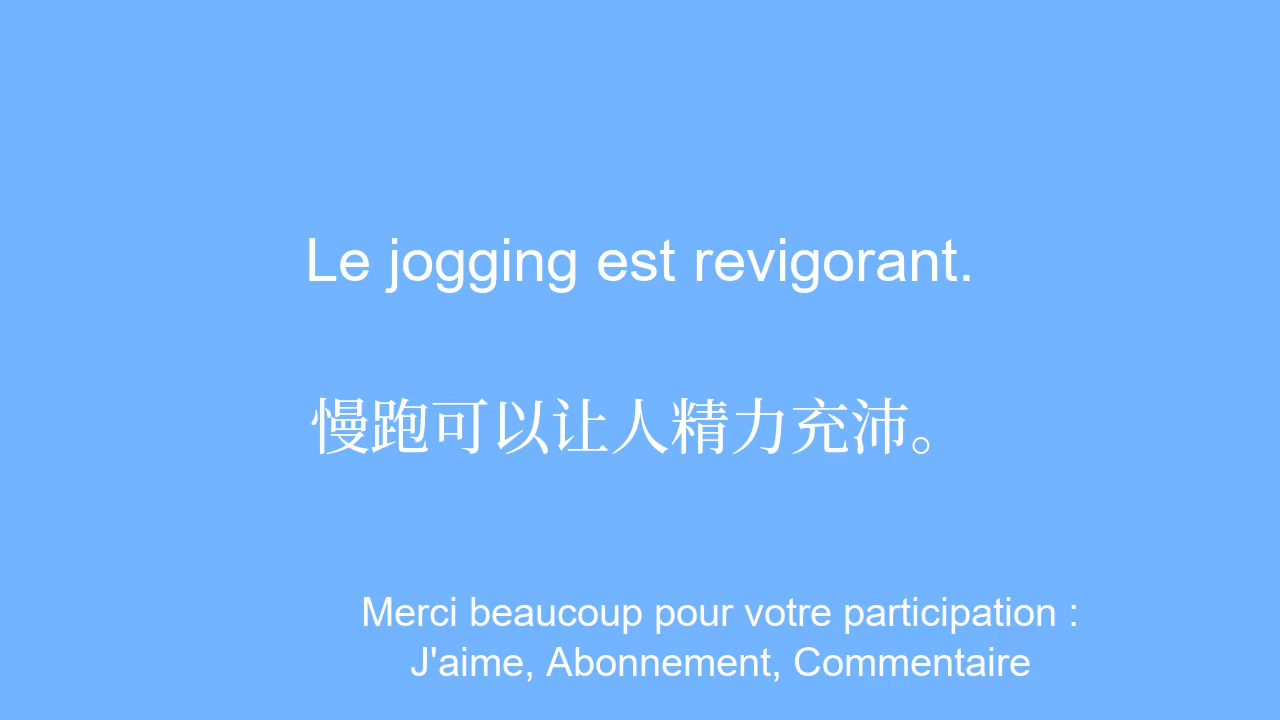 Le jogging est revigorant.
慢跑可以让人精力充沛。
Merci beaucoup pour votre participation :
J'aime, Abonnement, Commentaire